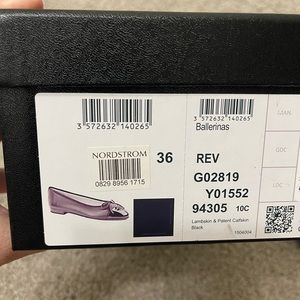 3 572632 140265
3 572632 140265
Ballerinas
NORDSTROM
0829 8956 1715
36
REV
G02819
Y01552
94305 10C
Lambskin & Patent Calfskin
Black
1504004